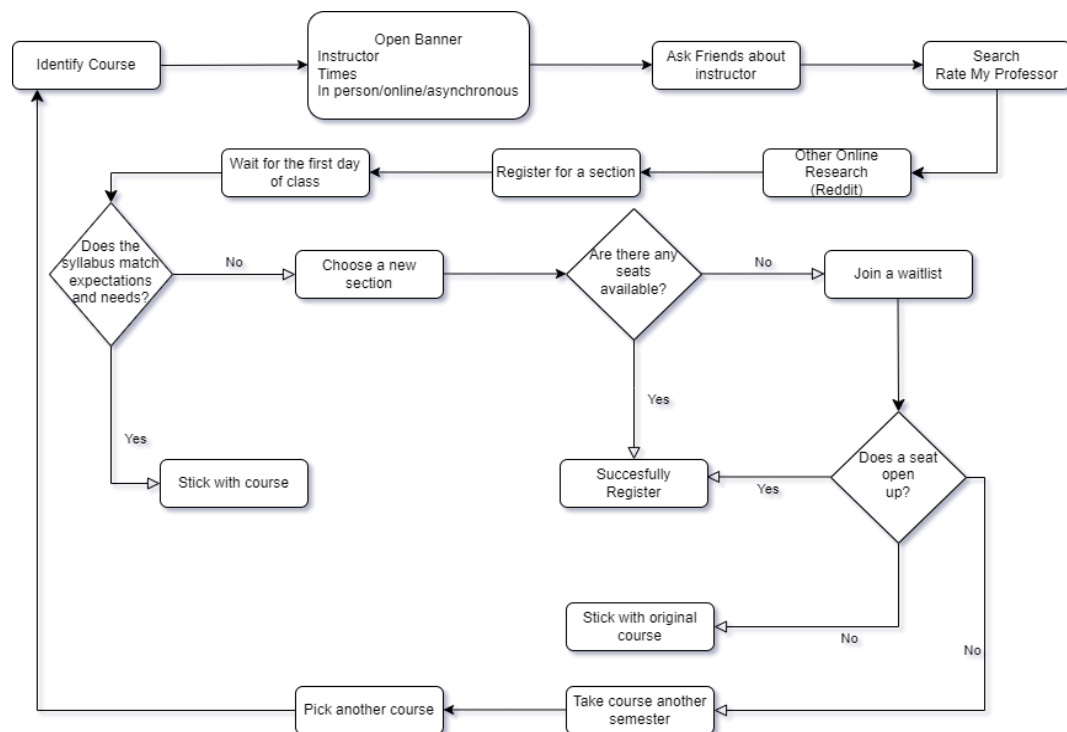 Identify Course
Open Banner
Instructor
Times
In person/online/asynchronous
Ask Friends about
instructor
Search
Rate My Professor
Wait for the first day
of class
Register for a section
Other Online
Research
(Reddit)
Does the
syllabus match
expectations
and needs?
No
Choose a new
section
Are there any
seats
available?
No
Join a waitlist
Yes
Yes
Stick with course
Succesfully
Register
Yes
Does a seat
open
up?
Stick with original
course
No
No
Pick another course
Take course another
semester